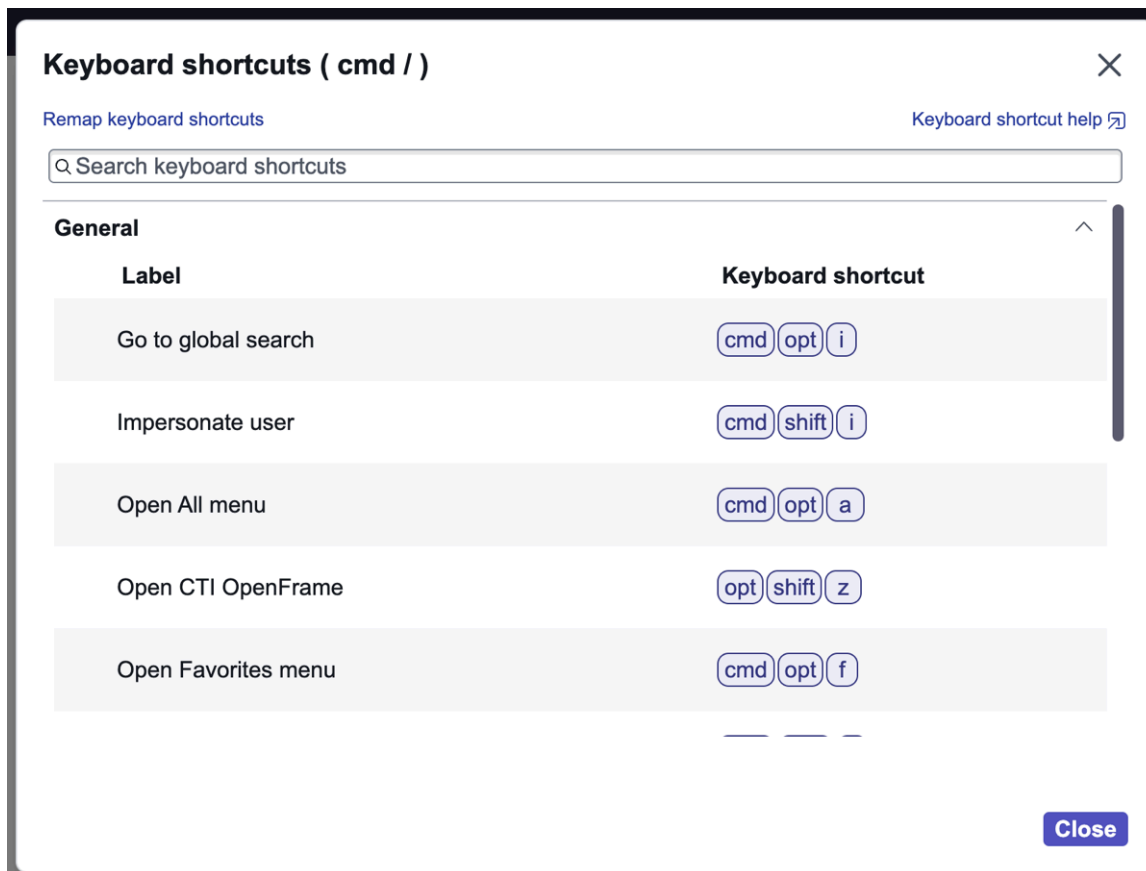 Keyboard shortcuts ( cmd / )
Remap keyboard shortcuts
Keyboard shortcut help
Search keyboard shortcuts
General
Label Keyboard shortcut
Go to global search cmd opt i
Impersonate user cmd shift i
Open All menu cmd opt a
Open CTI OpenFrame opt shift z
Open Favorites menu cmd opt f
Close